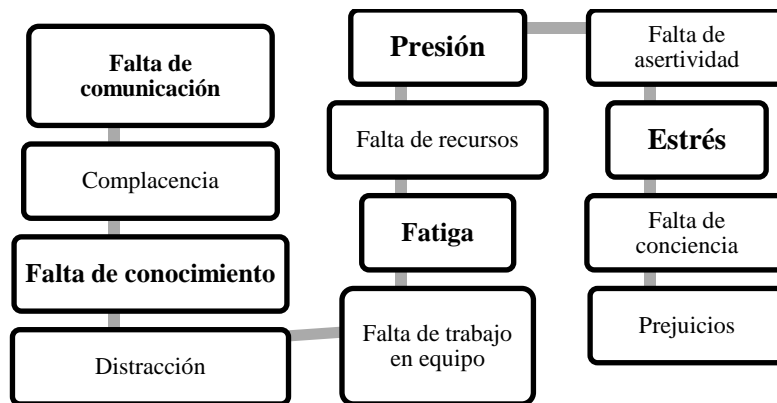 Falta de
comunicación
Complacencia
Falta de conocimiento
Distracción
Falta de trabajo
en equipo
Fatiga
Falta de recursos
Presión
Falta de
asertividad
Estrés
Falta de
conciencia
Prejuicios